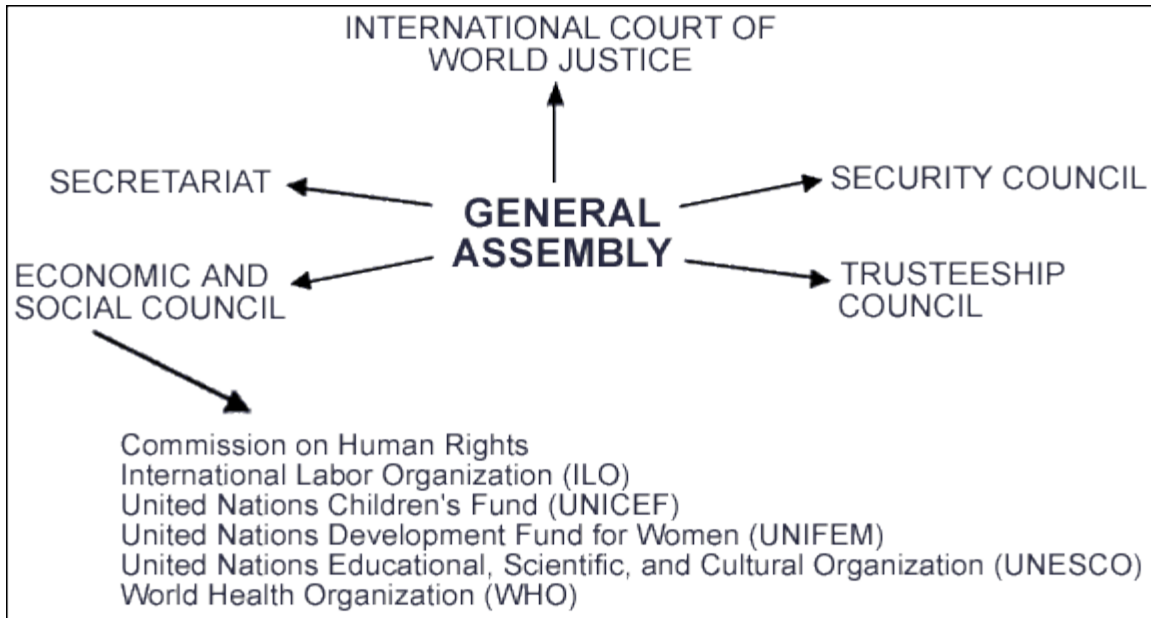 INTERNATIONAL COURT OF
WORLD JUSTICE
SECRETARIAT
SECURITY COUNCIL
GENERAL
ASSEMBLY
ECONOMIC AND
SOCIAL COUNCIL
TRUSTEESHIP
COUNCIL
Commission on Human Rights
International Labor Organization (ILO)
United Nations Children's Fund (UNICEF)
United Nations Development Fund for Women (UNIFEM)
United Nations Educational, Scientific, and Cultural Organization (UNESCO)
World Health Organization (WHO)